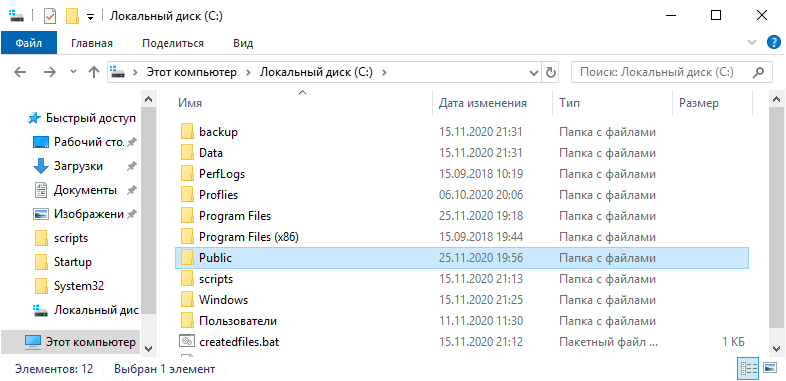 Локальный диск (C:)
Файл Главная Поделиться Вид
Этот компьютер Локальный диск (C:) Поиск: Локальный диск (C:)
Имя Дата изменения Тип Размер
Быстрый доступ
Рабочий сто.
Загрузки
Документы
Изображени
scripts
Startup
System32
Локальный дис
Этот компьютер
backup 15.11.2020 21:31 Папка с файлами
Data 15.11.2020 21:31 Папка с файлами
PerfLogs 15.09.2018 10:19 Папка с файлами
Proflies 06.10.2020 20:06 Папка с файлами
Program Files 25.11.2020 19:18 Папка с файлами
Program Files (x86) 15.09.2018 19:44 Папка с файлами
Public 25.11.2020 19:56 Папка с файлами
scripts 15.11.2020 21:13 Папка с файлами
Windows 15.11.2020 21:25 Папка с файлами
Пользователи 11.11.2020 11:30 Папка с файлами
createdfiles.bat 15.11.2020 21:12 Пакетный файл ... 1 КБ
Элементов: 12 Выбран 1 элемент